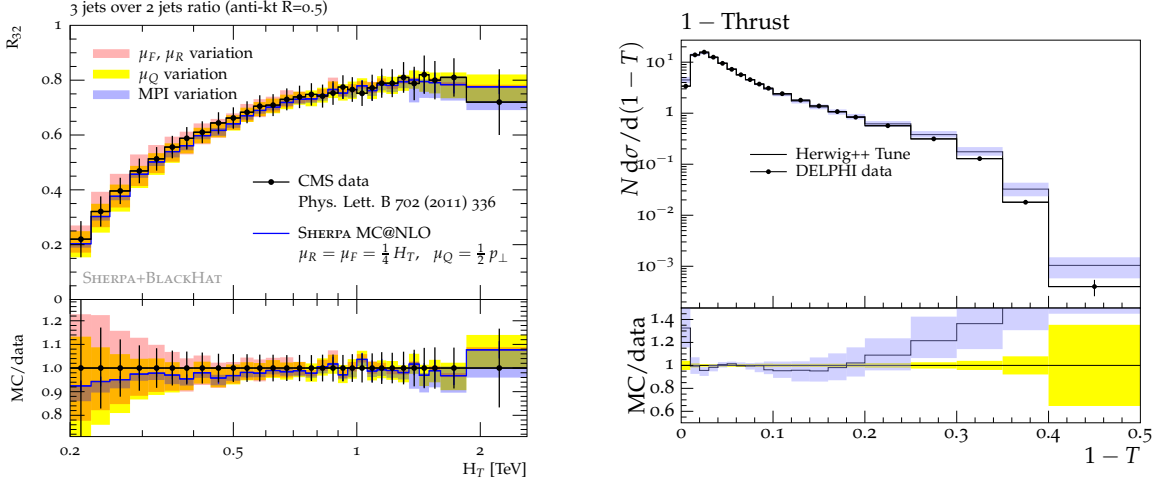 3 jets over 2 jets ratio (anti-kt R=0.5)
R32
μF, μR variation
μQ variation
MPI variation
CMS data
Phys. Lett. B 702 (2011) 336
SHERPA MC@NLO
μR = μF = 1/4 HT, μQ = 1/2 p⊥
SHERPA+BLACKHAT
1.0
0.8
0.6
0.4
0.2
0
MC/data
1.2
1.1
1.0
0.9
0.8
0.2
0.5
1
2
HT [TeV]
1 − Thrust
N dσ/d(1 − T)
10^1
1
10^−1
10^−2
10^−3
Herwig++ Tune
DELPHI data
MC/data
1.4
1.2
1
0.8
0.6
0
0.1
0.2
0.3
0.4
0.5
1 − T